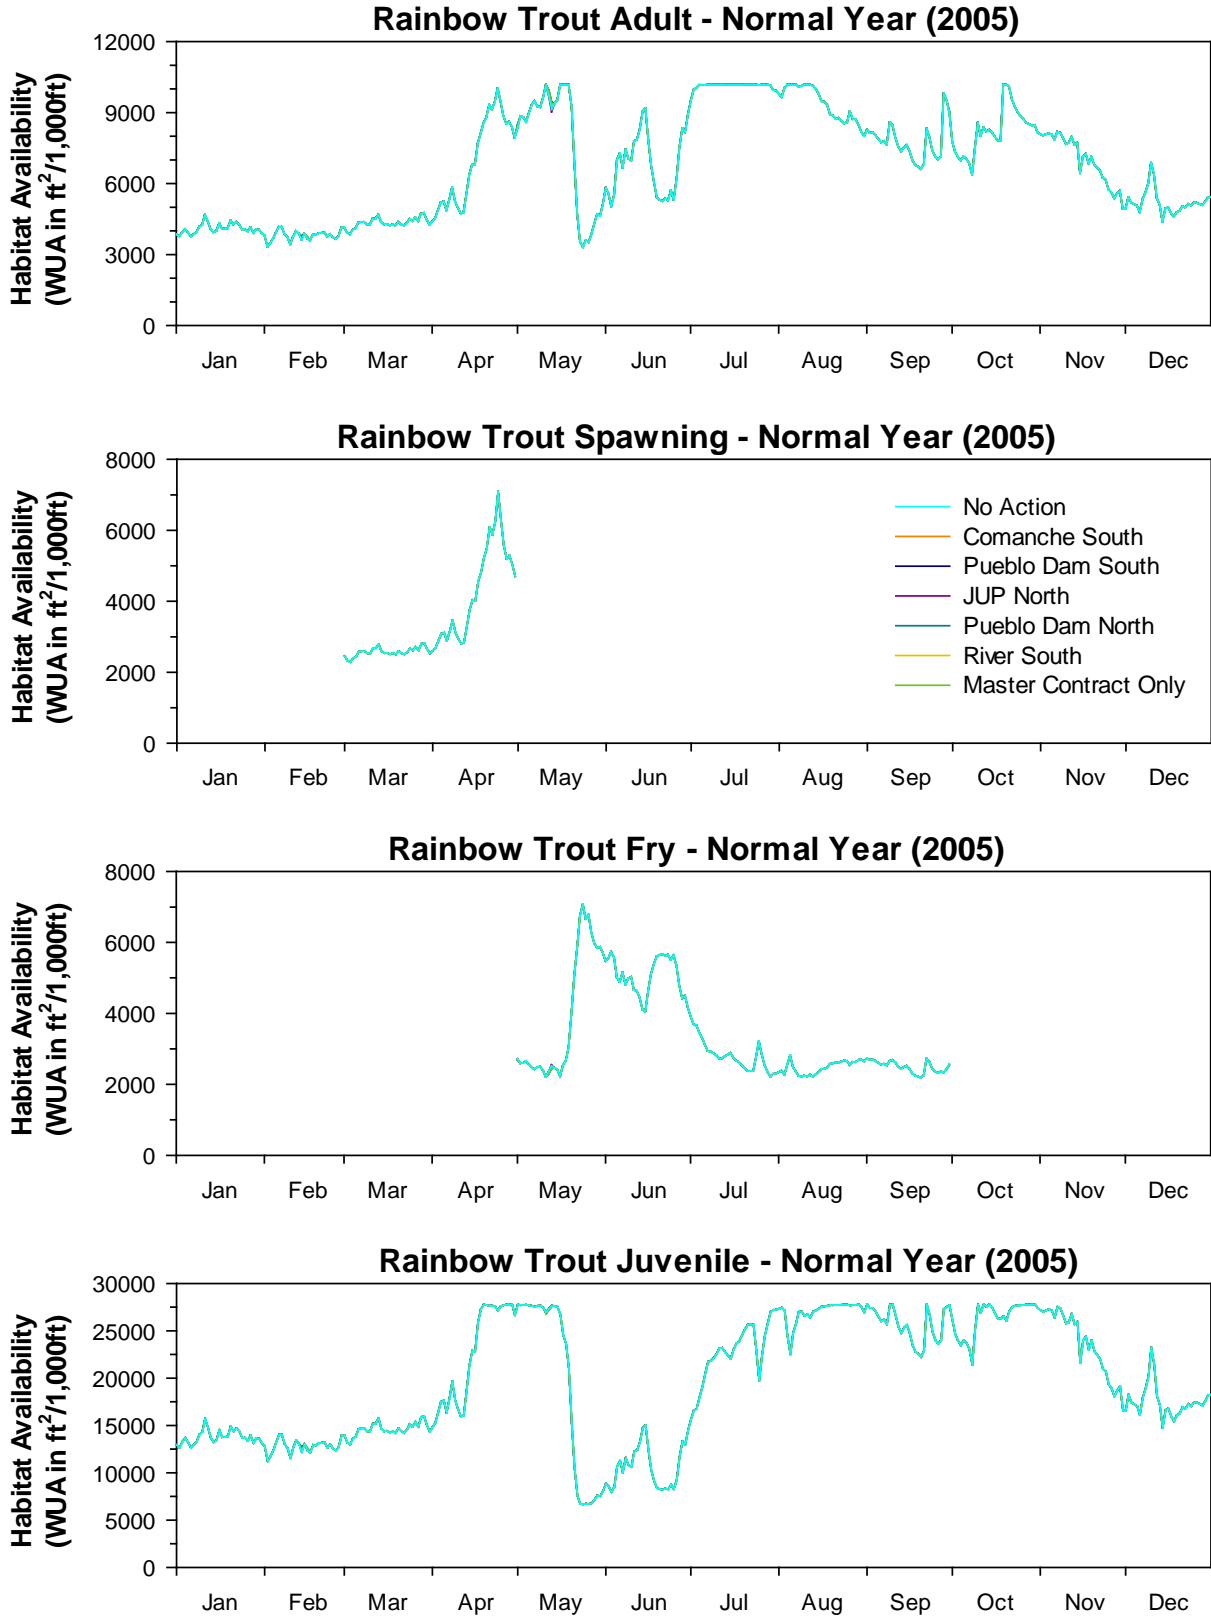 Rainbow Trout Adult - Normal Year (2005)
Habitat Availability
(WUA in ft²/1,000ft)
12000
9000
6000
3000
0
Jan Feb Mar Apr May Jun Jul Aug Sep Oct Nov Dec
Rainbow Trout Spawning - Normal Year (2005)
Habitat Availability
(WUA in ft²/1,000ft)
8000
6000
4000
2000
0
No Action
Comanche South
Pueblo Dam South
JUP North
Pueblo Dam North
River South
Master Contract Only
Jan Feb Mar Apr May Jun Jul Aug Sep Oct Nov Dec
Rainbow Trout Fry - Normal Year (2005)
Habitat Availability
(WUA in ft²/1,000ft)
8000
6000
4000
2000
0
Jan Feb Mar Apr May Jun Jul Aug Sep Oct Nov Dec
Rainbow Trout Juvenile - Normal Year (2005)
Habitat Availability
(WUA in ft²/1,000ft)
30000
25000
20000
15000
10000
5000
0
Jan Feb Mar Apr May Jun Jul Aug Sep Oct Nov Dec